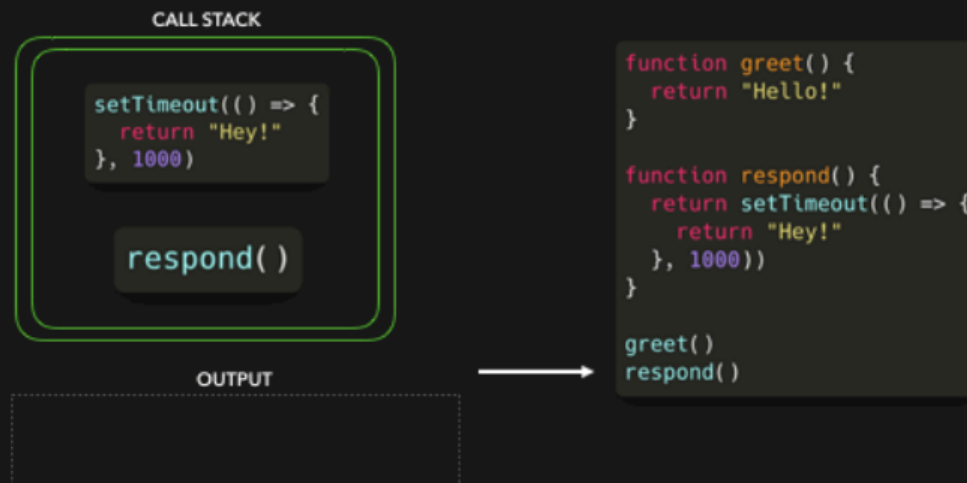 CALL STACK
setTimeout(() => {
  return "Hey!"
}, 1000)
respond()
OUTPUT
function greet() {
  return "Hello!"
}
function respond() {
  return setTimeout(() => {
    return "Hey!"
  }, 1000))
}
greet()
respond()